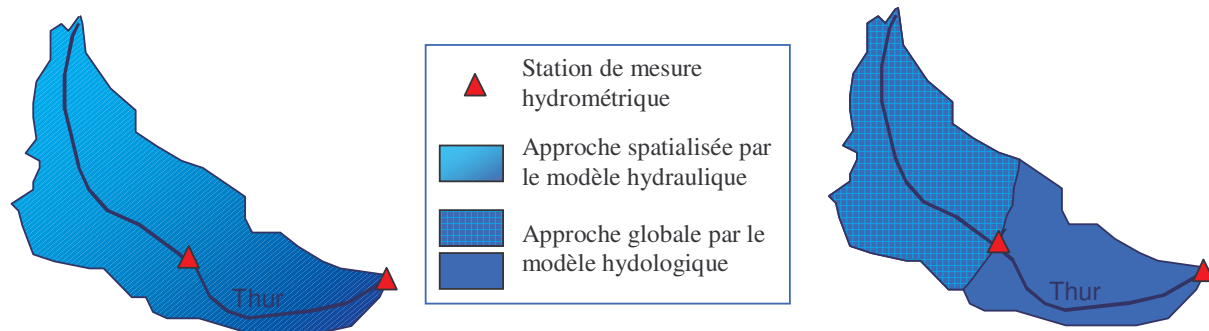 Station de mesure
hydrométrique
Approche spatialisée par
le modèle hydraulique
Approche globale par le
modèle hydologique
Thur
Thur